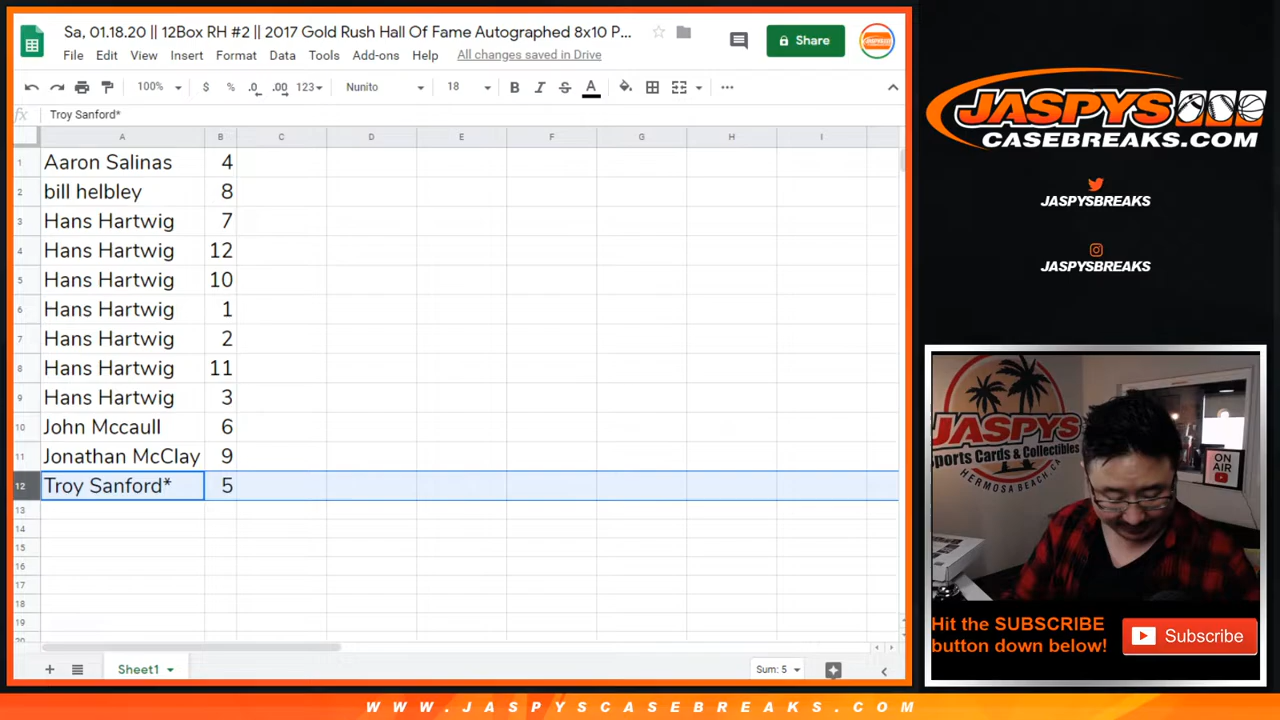 Sa, 01.18.20 || 12Box RH #2 || 2017 Gold Rush Hall Of Fame Autographed 8x10 P...
File Edit View Insert Format Data Tools Add-ons Help All changes saved in Drive
Share
100% $ % .0 .00 123 Nunito 18 B I S A
fx Troy Sanford*
A B C D E F G H I
1 Aaron Salinas 4
2 bill helbley 8
3 Hans Hartwig 7
4 Hans Hartwig 12
5 Hans Hartwig 10
6 Hans Hartwig 1
7 Hans Hartwig 2
8 Hans Hartwig 11
9 Hans Hartwig 3
10 John Mccaull 6
11 Jonathan McClay 9
12 Troy Sanford* 5
13
14
15
16
17
18
19
20
Sheet1
Sum: 5
JASPYS
CASEBREAKS.COM
JASPYSBREAKS
JASPYSBREAKS
JASPYS
Sports Cards & Collectibles
HERMOSA BEACH, CA
ON
AIR
Hit the SUBSCRIBE
button down below!
Subscribe
WWW.JASPYSCASEBREAKS.COM